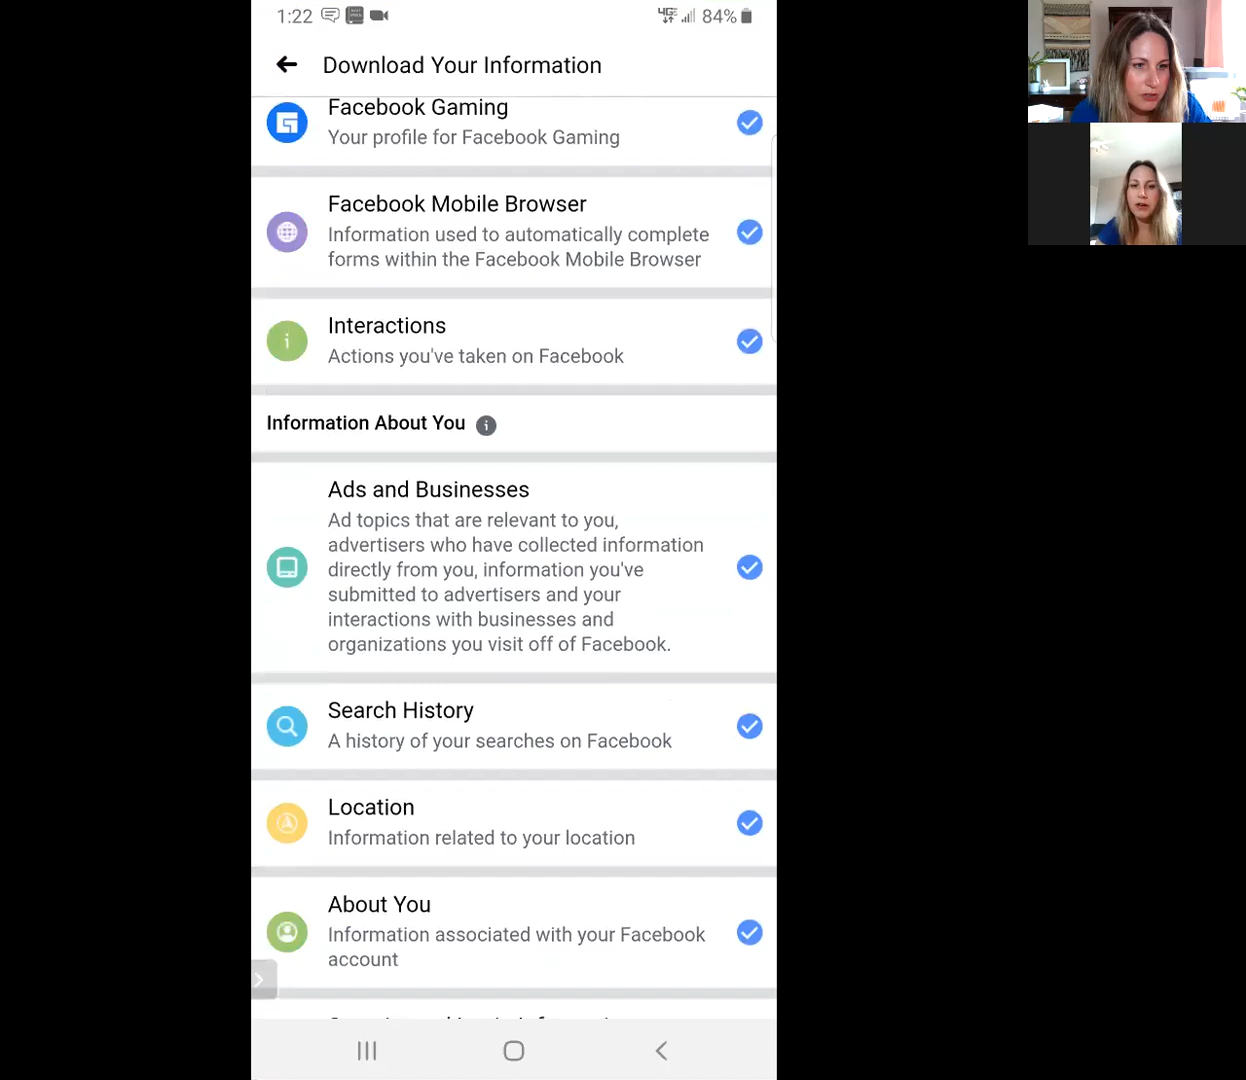 1:22
4G 84%
Download Your Information
Facebook Gaming
Your profile for Facebook Gaming
Facebook Mobile Browser
Information used to automatically complete
forms within the Facebook Mobile Browser
Interactions
Actions you've taken on Facebook
Information About You
Ads and Businesses
Ad topics that are relevant to you,
advertisers who have collected information
directly from you, information you've
submitted to advertisers and your
interactions with businesses and
organizations you visit off of Facebook.
Search History
A history of your searches on Facebook
Location
Information related to your location
About You
Information associated with your Facebook
account